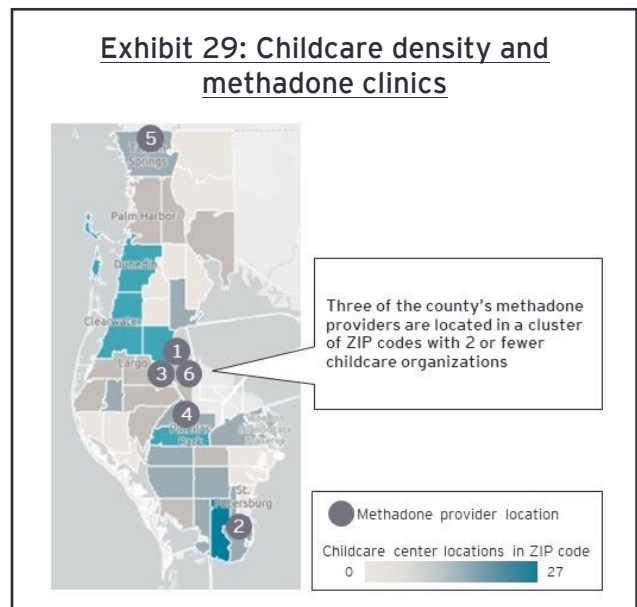 Exhibit 29: Childcare density and
methadone clinics
5
Springs
Palm Harbor
Dunedin
Clearwater
1
Largo
3
6
4
Pinellas
Park
St.
Petersburg
2
Three of the county's methadone
providers are located in a cluster
of ZIP codes with 2 or fewer
childcare organizations
Methadone provider location
Childcare center locations in ZIP code
0
27